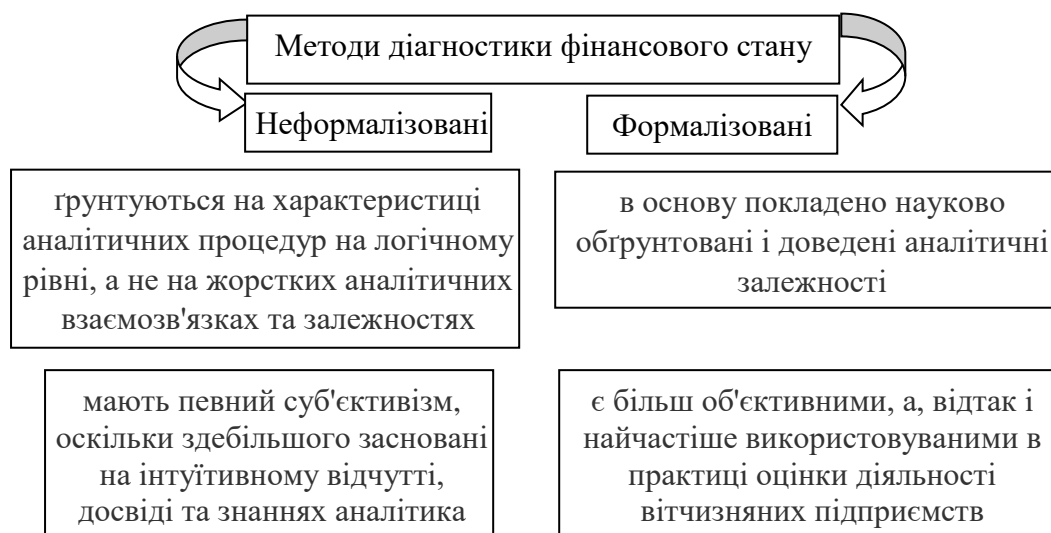 Методи діагностики фінансового стану
Неформалізовані
Формалізовані
ґрунтуються на характеристиці
аналітичних процедур на логічному
рівні, а не на жорстких аналітичних
взаємозв'язках та залежностях
в основу покладено науково
обґрунтовані і доведені аналітичні
залежності
мають певний суб'єктивізм,
оскільки здебільшого засновані
на інтуїтивному відчутті,
досвіді та знаннях аналітика
є більш об'єктивними, а, відтак і
найчастіше використовуваними в
практиці оцінки діяльності
вітчизняних підприємств